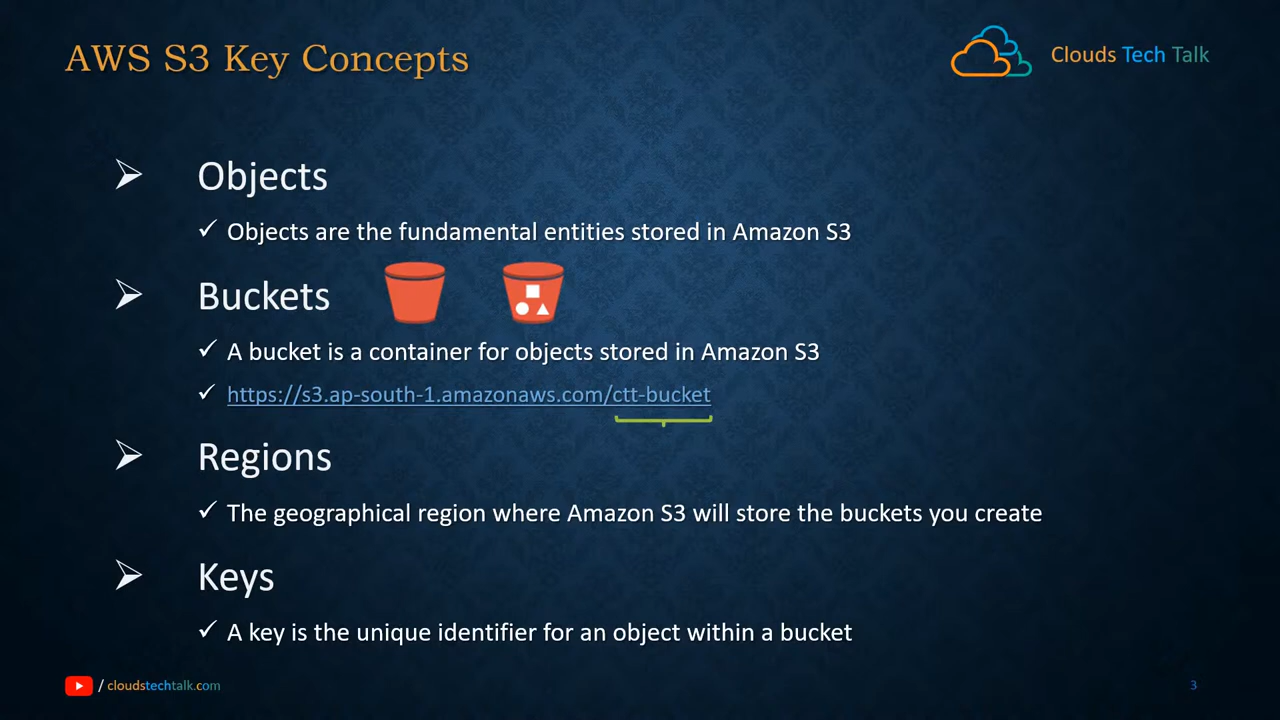 AWS S3 Key Concepts
Clouds Tech Talk
Objects
Objects are the fundamental entities stored in Amazon S3
Buckets
A bucket is a container for objects stored in Amazon S3
https://s3.ap-south-1.amazonaws.com/ctt-bucket
Regions
The geographical region where Amazon S3 will store the buckets you create
Keys
A key is the unique identifier for an object within a bucket
/ cloudstechtalk.com
3